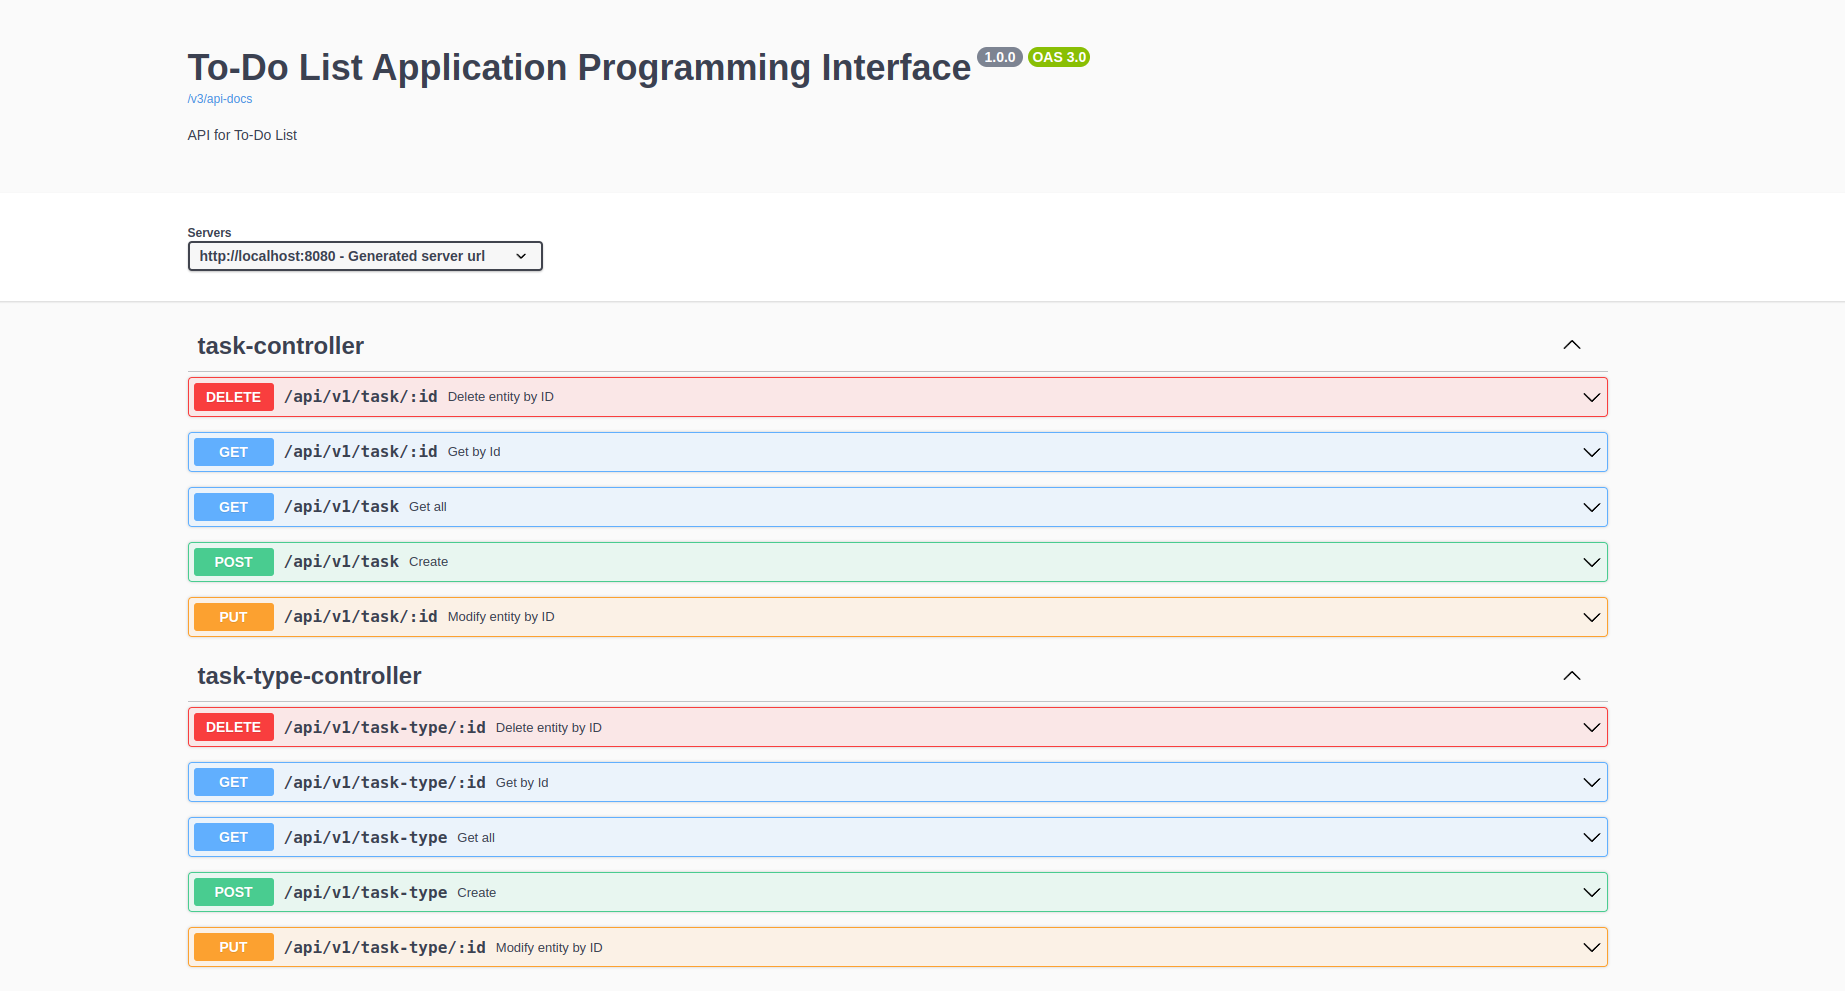 To-Do List Application Programming Interface 1.0.0 OAS 3.0
/v3/api-docs
API for To-Do List
Servers
http://localhost:8080 - Generated server url
task-controller
DELETE /api/v1/task/:id Delete entity by ID
GET /api/v1/task/:id Get by Id
GET /api/v1/task Get all
POST /api/v1/task Create
PUT /api/v1/task/:id Modify entity by ID
task-type-controller
DELETE /api/v1/task-type/:id Delete entity by ID
GET /api/v1/task-type/:id Get by Id
GET /api/v1/task-type Get all
POST /api/v1/task-type Create
PUT /api/v1/task-type/:id Modify entity by ID